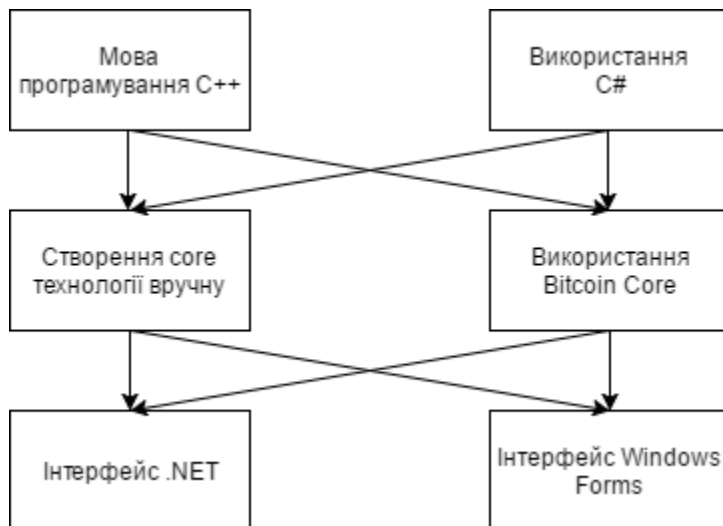 Мова
програмування C++
Використання
C#
Створення core
технології вручну
Використання
Bitcoin Core
Інтерфейс .NET
Інтерфейс Windows
Forms